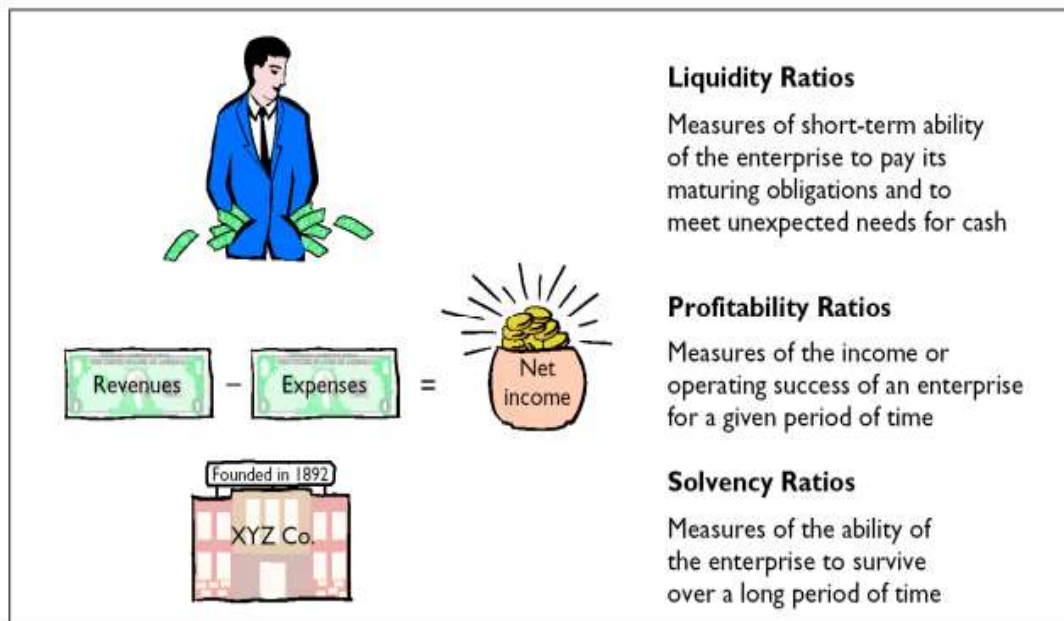 Liquidity Ratios
Measures of short-term ability
of the enterprise to pay its
maturing obligations and to
meet unexpected needs for cash
Revenues – Expenses = Net income
Profitability Ratios
Measures of the income or
operating success of an enterprise
for a given period of time
Founded in 1892
XYZ Co.
Solvency Ratios
Measures of the ability of
the enterprise to survive
over a long period of time